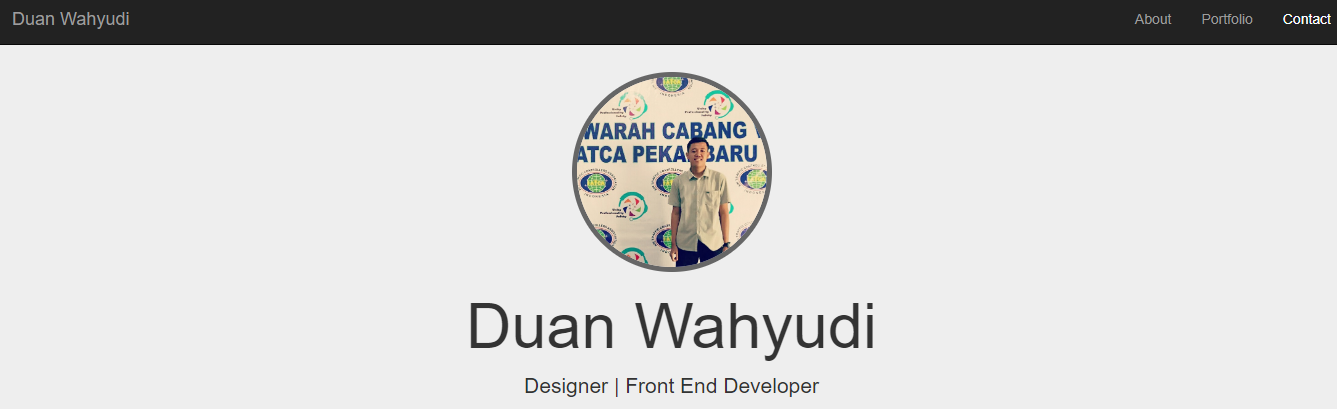 Duan Wahyudi
About Portfolio Contact
WARAH CABANG
ATCA PEKANBARU
Duan Wahyudi
Designer | Front End Developer